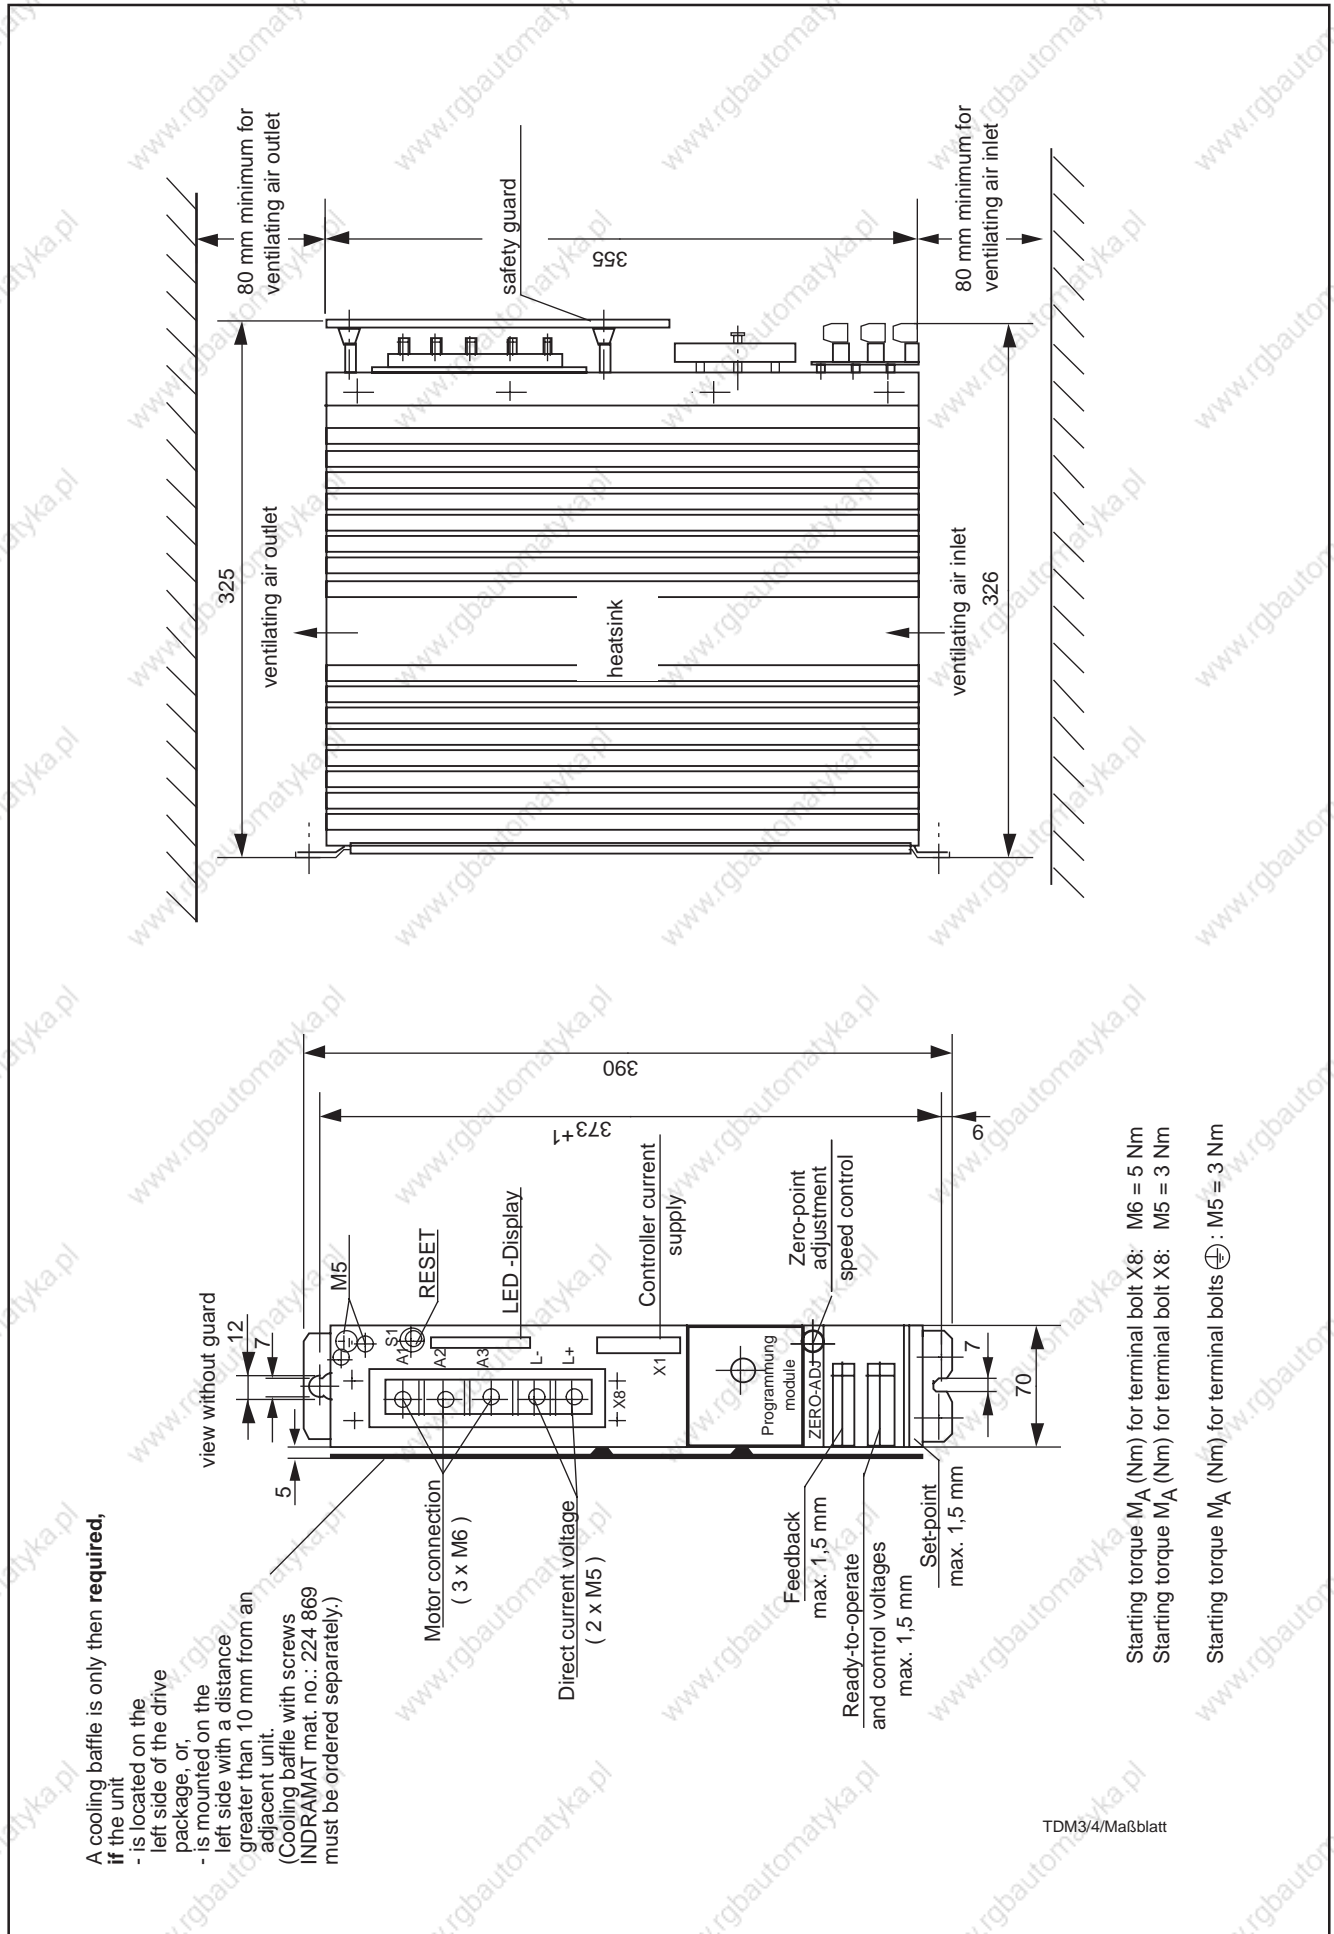 80 mm minimum for
ventilating air outlet
safety guard
355
80 mm minimum for
ventilating air inlet
325
ventilating air outlet
heatsink
ventilating air inlet
326
A cooling baffle is only then required,
if the unit
- is located on the
left side of the drive
package, or,
- is mounted on the
left side with a distance
greater than 10 mm from an
adjacent unit.
(Cooling baffle with screws
INDRAMAT mat. no.: 224 869
must be ordered separately.)
view without guard
12
7
5
M5
RESET
LED -Display
Controller current
supply
Zero-point
adjustment
speed control
390
373+1
9
S1
A1
A2
A3
L-
L+
X8
X1
Programmung
module
ZERO-ADJ
7
70
Motor connection
( 3 x M6 )
Direct current voltage
( 2 x M5 )
Feedback
max. 1,5 mm
Ready-to-operate
and control voltages
max. 1,5 mm
Set-point
max. 1,5 mm
Starting torque MA (Nm) for terminal bolt X8: M6 = 5 Nm
Starting torque MA (Nm) for terminal bolt X8: M5 = 3 Nm
Starting torque MA (Nm) for terminal bolts ⏚ : M5 = 3 Nm
TDM3/4/Maßblatt
www.rgbautomatyka.pl